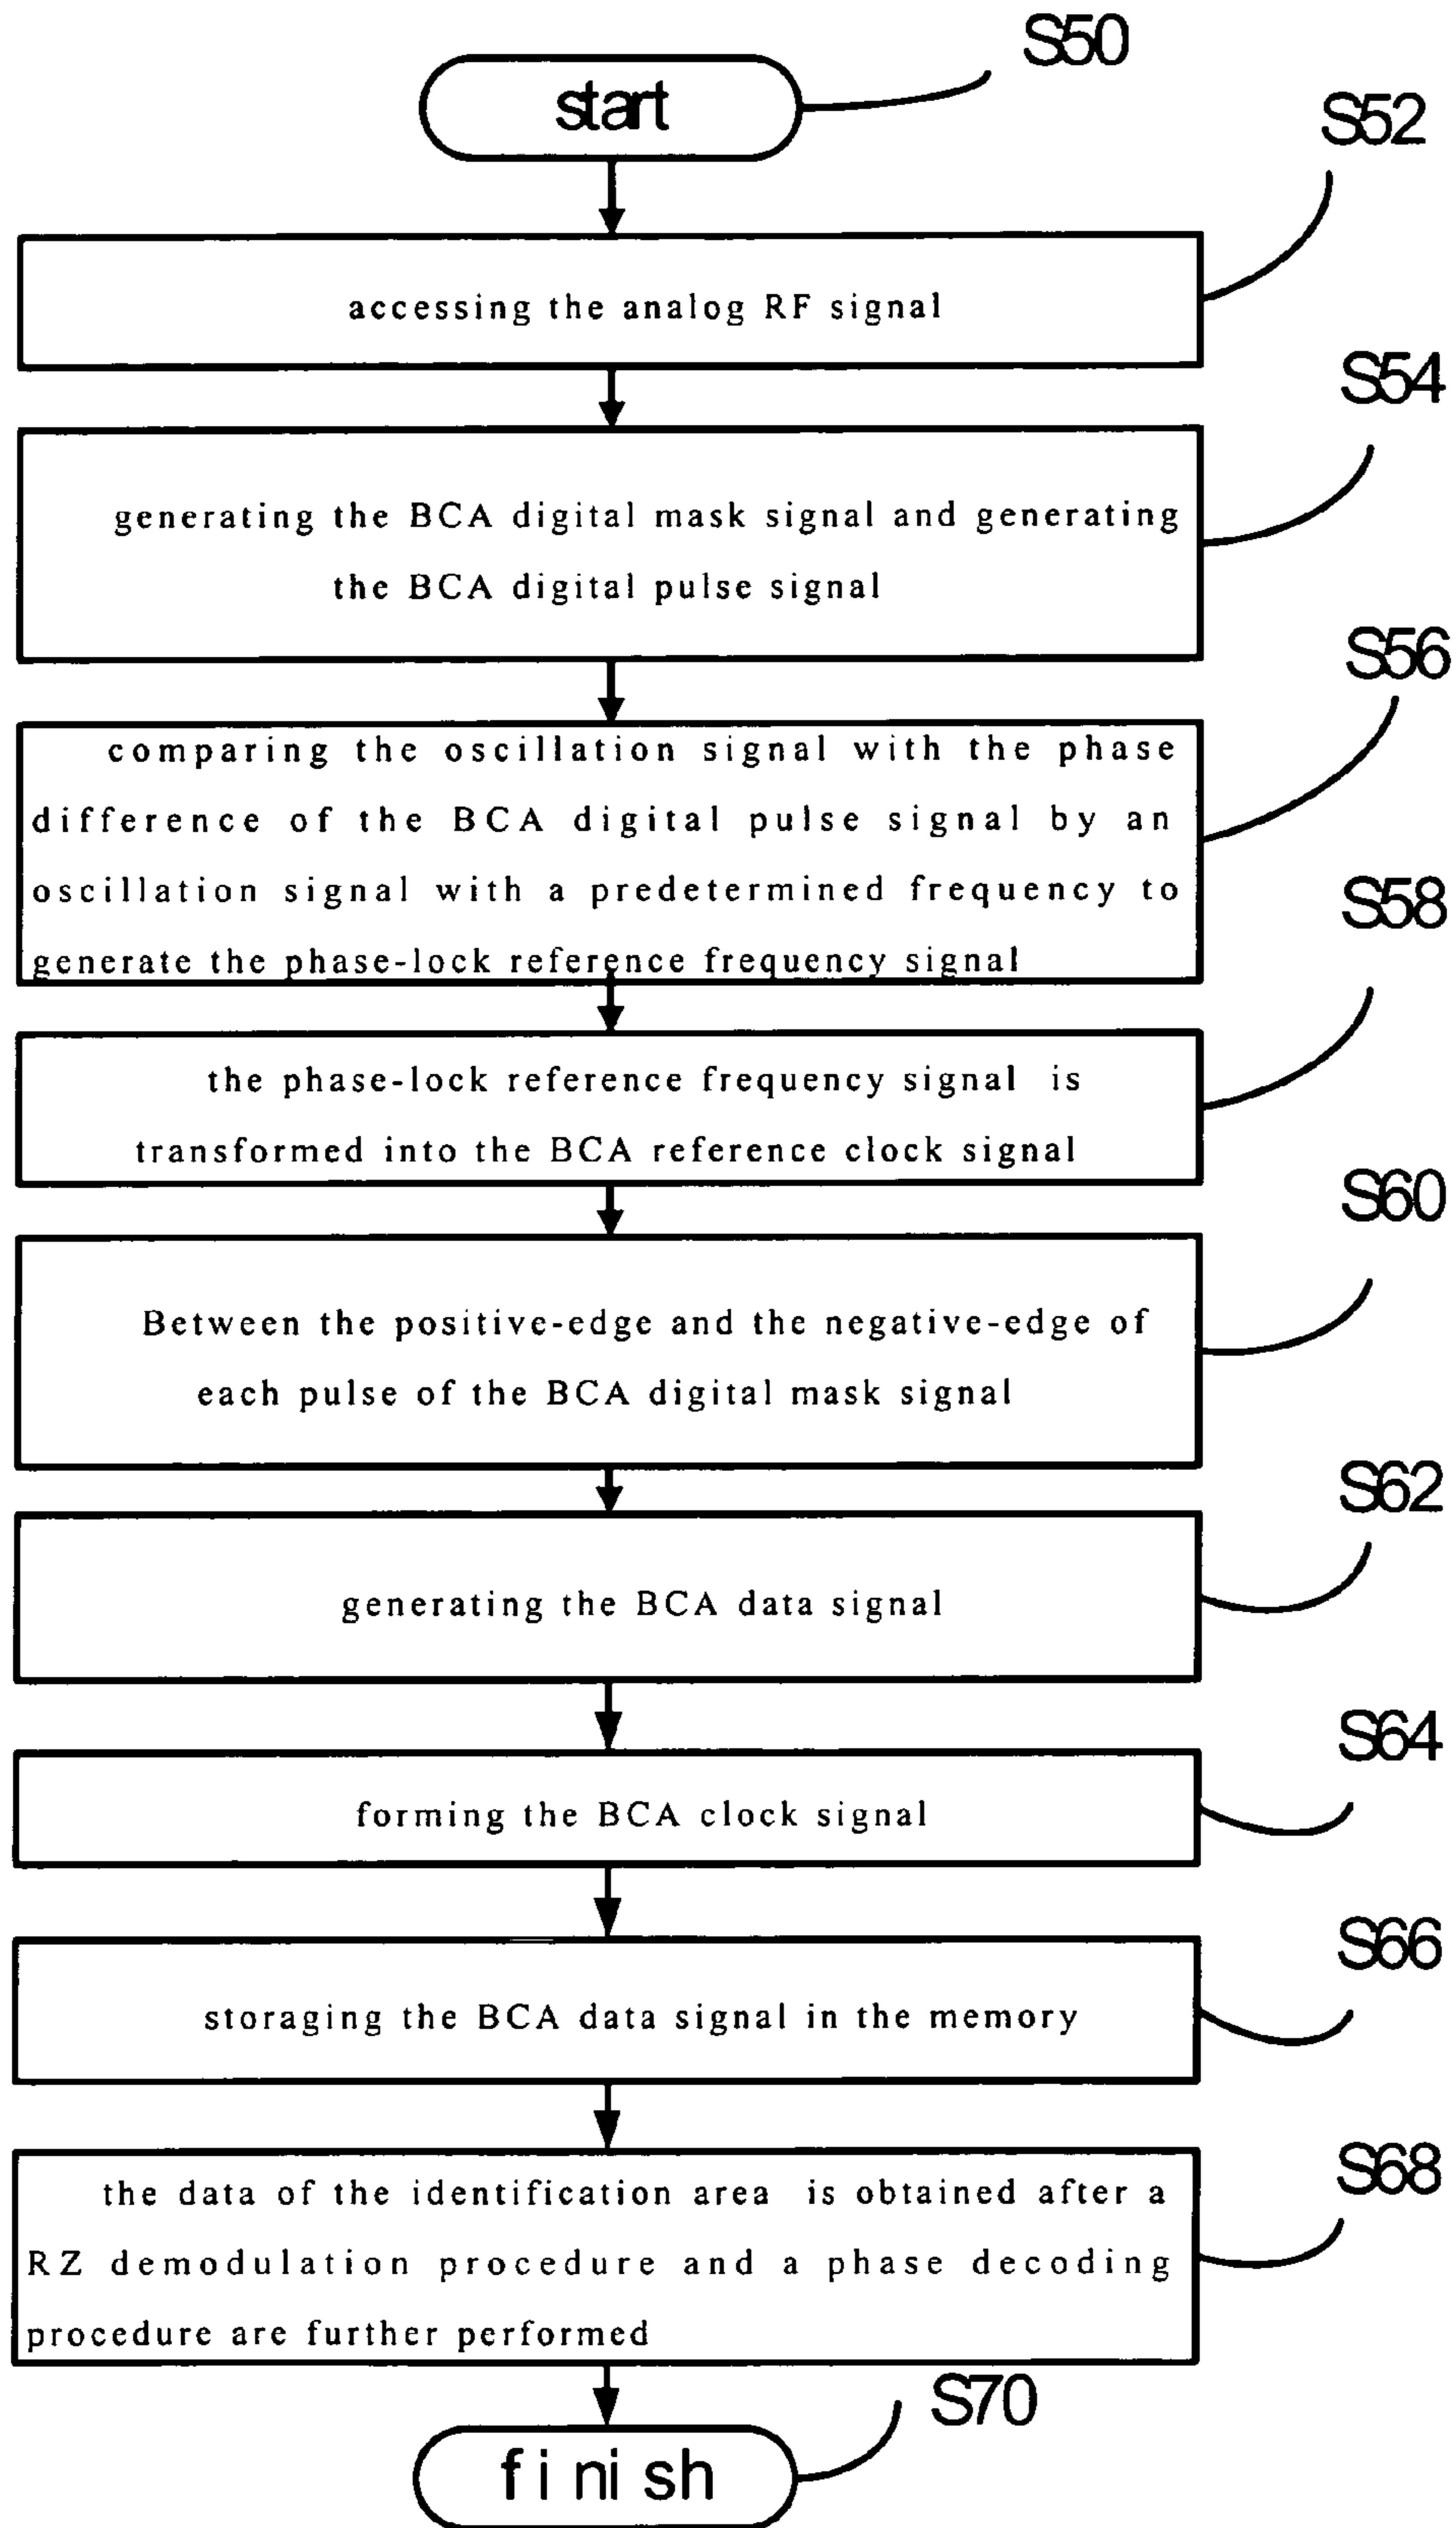 S50
start
S52
accessing the analog RF signal
S54
generating the BCA digital mask signal and generating
the BCA digital pulse signal
S56
comparing the oscillation signal with the phase
difference of the BCA digital pulse signal by an
oscillation signal with a predetermined frequency to
generate the phase-lock reference frequency signal
S58
the phase-lock reference frequency signal is
transformed into the BCA reference clock signal
S60
Between the positive-edge and the negative-edge of
each pulse of the BCA digital mask signal
S62
generating the BCA data signal
S64
forming the BCA clock signal
S66
storaging the BCA data signal in the memory
S68
the data of the identification area is obtained after a
RZ demodulation procedure and a phase decoding
procedure are further performed
S70
finish